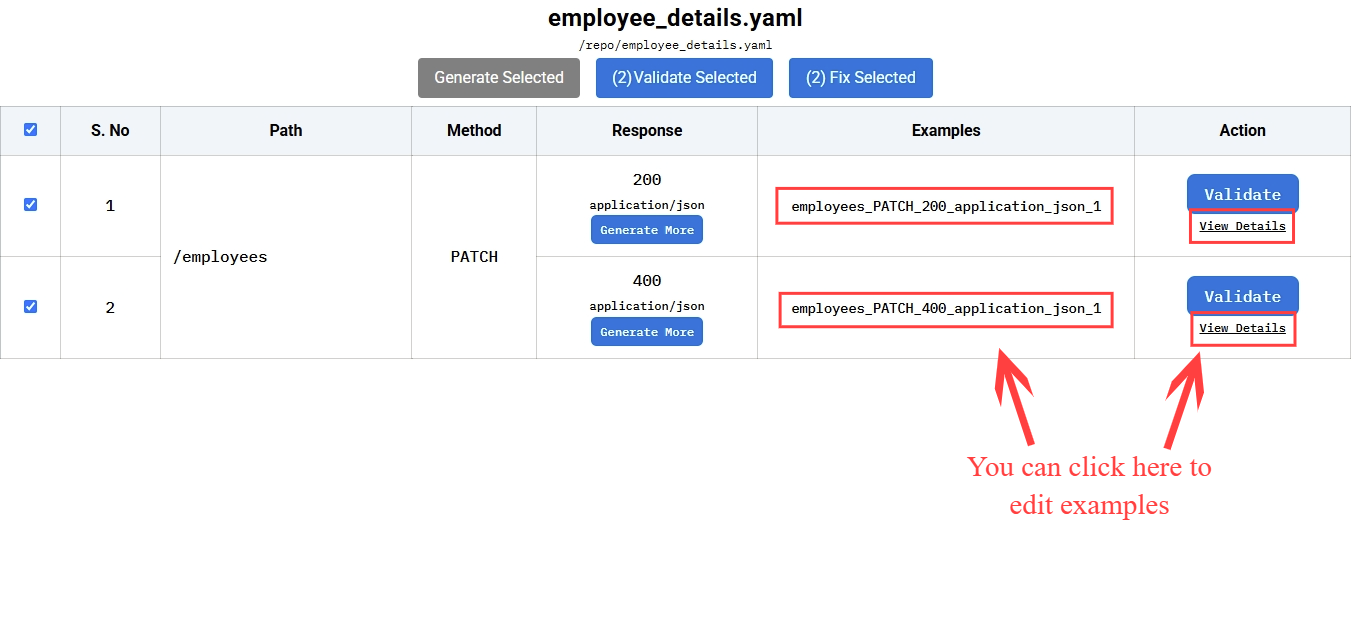 employee_details.yaml
/repo/employee_details.yaml
Generate Selected (2) Validate Selected (2) Fix Selected
S. No Path Method Response Examples Action
1 /employees PATCH 200
application/json
Generate More
employees_PATCH_200_application_json_1
Validate
View Details
2 400
application/json
Generate More
employees_PATCH_400_application_json_1
Validate
View Details
You can click here to
edit examples